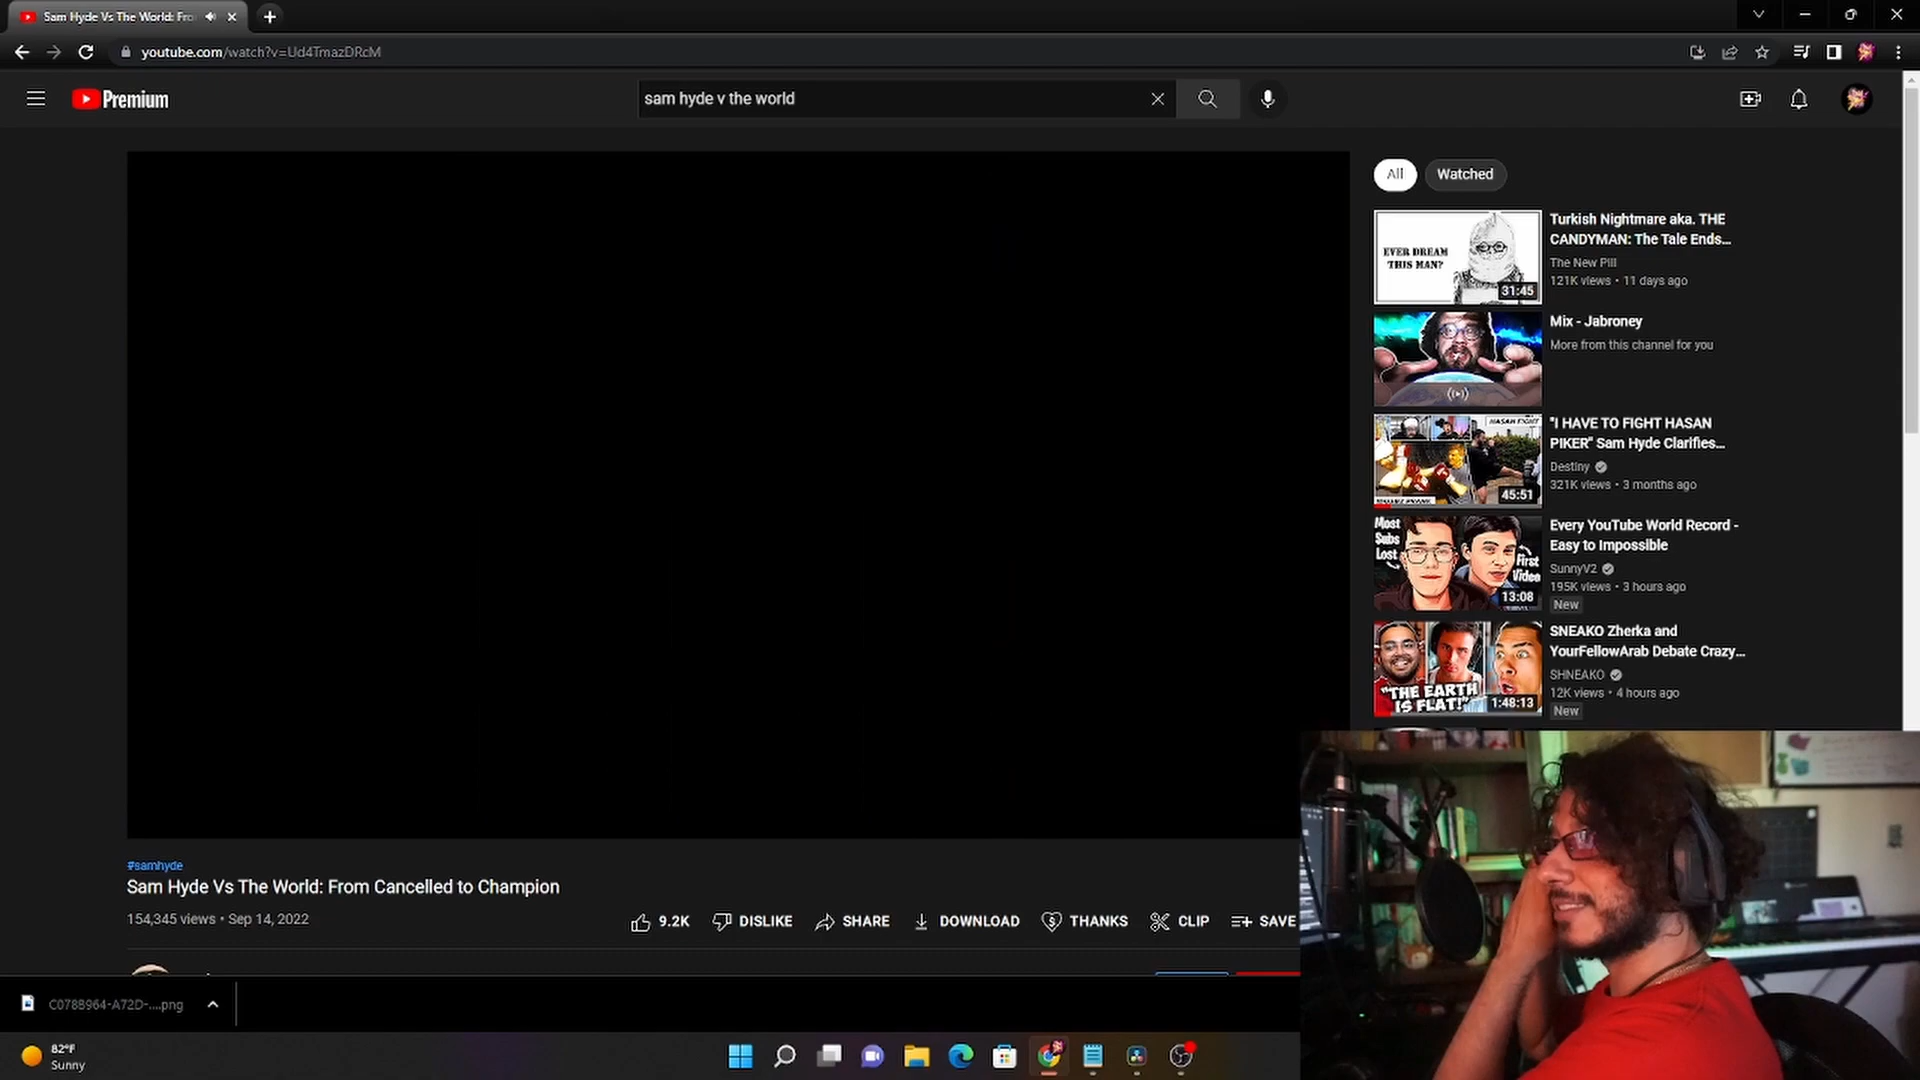 Sam Hyde Vs The World: Fro
youtube.com/watch?v=Ud4TmazDRcM
Premium
sam hyde v the world
All
Watched
EVER DREAM
THIS MAN?
31:45
Turkish Nightmare aka. THE
CANDYMAN: The Tale Ends...
The New Pill
121K views • 11 days ago
Mix - Jabroney
More from this channel for you
HASAN FIGHT
45:51
"I HAVE TO FIGHT HASAN
PIKER" Sam Hyde Clarifies...
Destiny
321K views • 3 months ago
Most
Subs
Lost
First
Video
13:08
Every YouTube World Record -
Easy to Impossible
SunnyV2
195K views • 3 hours ago
New
"THE EARTH
IS FLAT!"
1:48:13
SNEAKO Zherka and
YourFellowArab Debate Crazy...
SHNEAKO
12K views • 4 hours ago
New
#samhyde
Sam Hyde Vs The World: From Cancelled to Champion
154,345 views • Sep 14, 2022
9.2K
DISLIKE
SHARE
DOWNLOAD
THANKS
CLIP
SAVE
C0788964-A72D-....png
82°F
Sunny